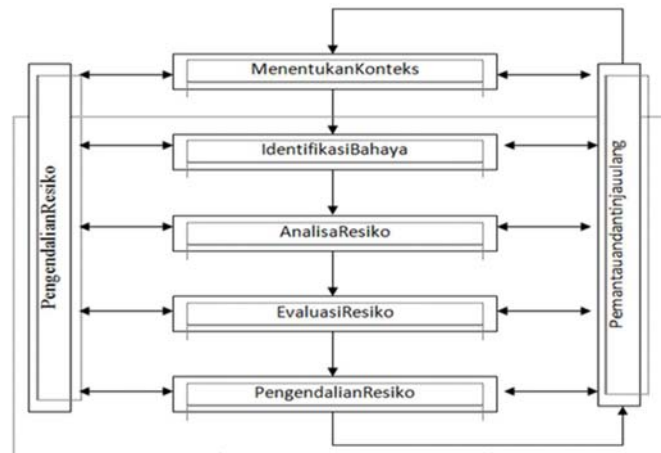 MenentukanKonteks
IdentifikasiBahaya
AnalisaResiko
EvaluasiResiko
PengendalianResiko
PengendalianResiko
Pemantauandantinjauulang